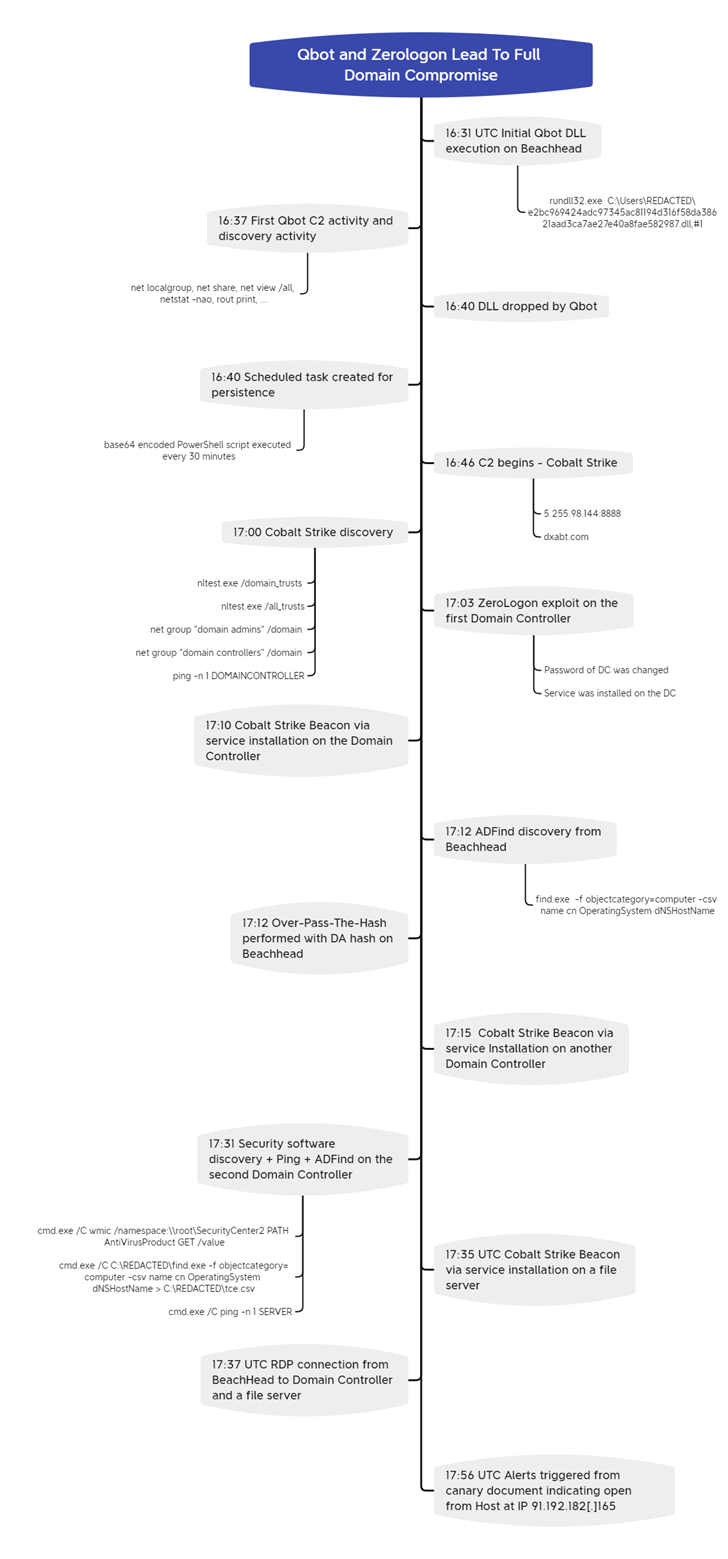 Qbot and Zerologon Lead To Full
Domain Compromise
16:31 UTC Initial Qbot DLL
execution on Beachhead
rundll32.exe C:\Users\REDACTED\
e2bc969424adc97345ac81194d316f58da386
21aad3ca7ae27e40a8fae582987.dll,#1
16:37 First Qbot C2 activity and
discovery activity
net localgroup, net share, net view /all,
netstat -nao, rout print, ...
16:40 DLL dropped by Qbot
16:40 Scheduled task created for
persistence
base64 encoded PowerShell script executed
every 30 minutes
16:46 C2 begins - Cobalt Strike
5.255.98.144:8888
dxabt.com
17:00 Cobalt Strike discovery
nltest.exe /domain_trusts
nltest.exe /all_trusts
net group "domain admins" /domain
net group "domain controllers" /domain
ping -n 1 DOMAINCONTROLLER
17:03 ZeroLogon exploit on the
first Domain Controller
Password of DC was changed
Service was installed on the DC
17:10 Cobalt Strike Beacon via
service installation on the Domain
Controller
17:12 ADFind discovery from
Beachhead
find.exe -f objectcategory=computer -csv
name cn OperatingSystem dNSHostName
17:12 Over-Pass-The-Hash
performed with DA hash on
Beachhead
17:15 Cobalt Strike Beacon via
service Installation on another
Domain Controller
17:31 Security software
discovery + Ping + ADFind on the
second Domain Controller
cmd.exe /C wmic /namespace:\\root\SecurityCenter2 PATH
AntiVirusProduct GET /value
cmd.exe /C C:\REDACTED\find.exe -f objectcategory=
computer -csv name cn OperatingSystem
dNSHostName > C:\REDACTED\tce.csv
cmd.exe /C ping -n 1 SERVER
17:35 UTC Cobalt Strike Beacon
via service installation on a file
server
17:37 UTC RDP connection from
BeachHead to Domain Controller
and a file server
17:56 UTC Alerts triggered from
canary document indicating open
from Host at IP 91.192.182[.]165